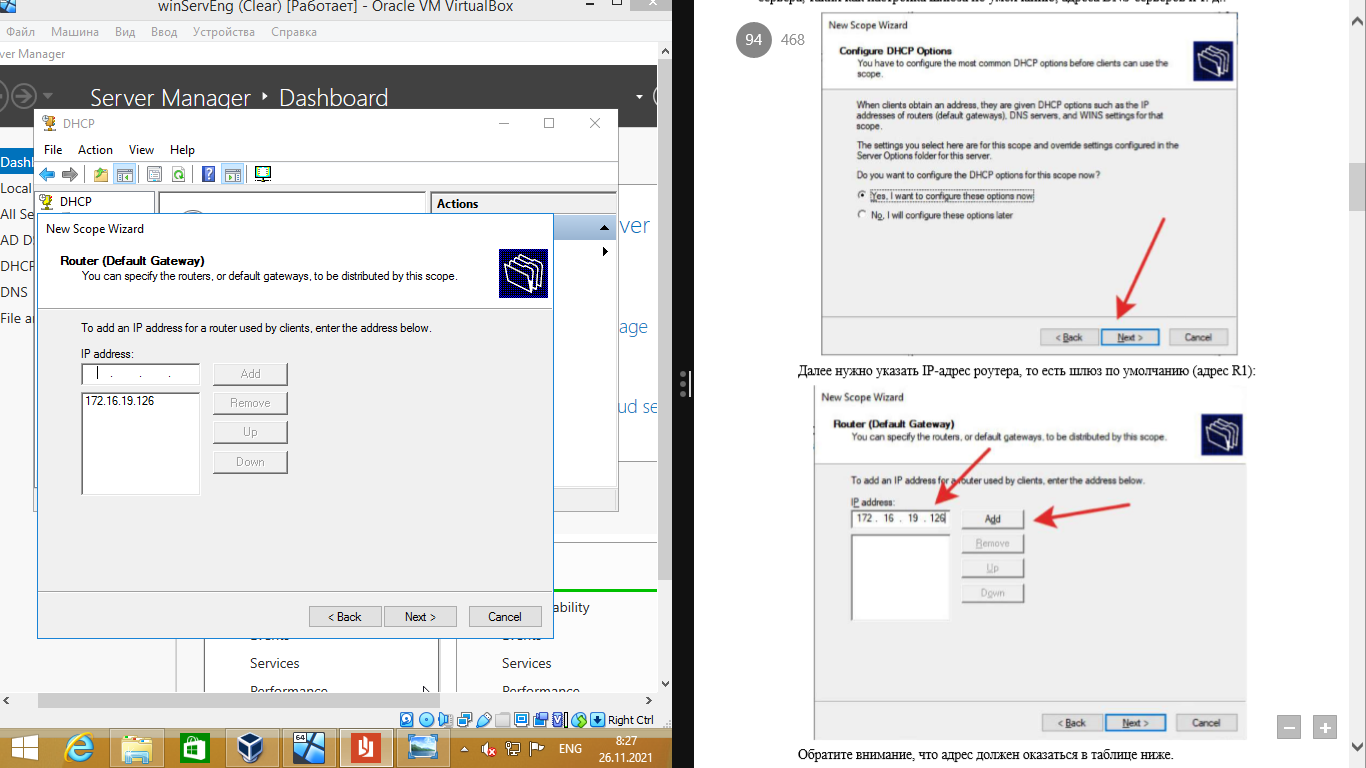 winServEng (Clear) [Работает] - Oracle VM VirtualBox
Файл Машина Вид Ввод Устройства Справка
ver Manager
Server Manager ‣ Dashboard
DHCP
File Action View Help
DHCP
Actions
New Scope Wizard
Router (Default Gateway)
You can specify the routers, or default gateways, to be distributed by this scope.
To add an IP address for a router used by clients, enter the address below.
IP address:
. . .
Add
172.16.19.126
Remove
Up
Down
< Back Next > Cancel
Dashl
Local
All Se
AD D
DHCP
DNS
File a
ver
age
ud se
ability
Events
Events
Services
Services
Performance
Performance
Right Ctrl
64
ENG
8:27
26.11.2021
94 468
New Scope Wizard
Configure DHCP Options
You have to configure the most common DHCP options before clients can use the
scope.
When clients obtain an address, they are given DHCP options such as the IP
addresses of routers (default gateways), DNS servers, and WINS settings for that
scope.
The settings you select here are for this scope and override settings configured in the
Server Options folder for this server.
Do you want to configure the DHCP options for this scope now?
Yes, I want to configure these options now
No, I will configure these options later
< Back Next > Cancel
Далее нужно указать IP-адрес роутера, то есть шлюз по умолчанию (адрес R1):
New Scope Wizard
Router (Default Gateway)
You can specify the routers, or default gateways, to be distributed by this scope.
To add an IP address for a router used by clients, enter the address below.
IP address:
172 . 16 . 19 . 126
Add
Remove
Up
Down
< Back Next > Cancel
Обратите внимание, что адрес должен оказаться в таблице ниже.